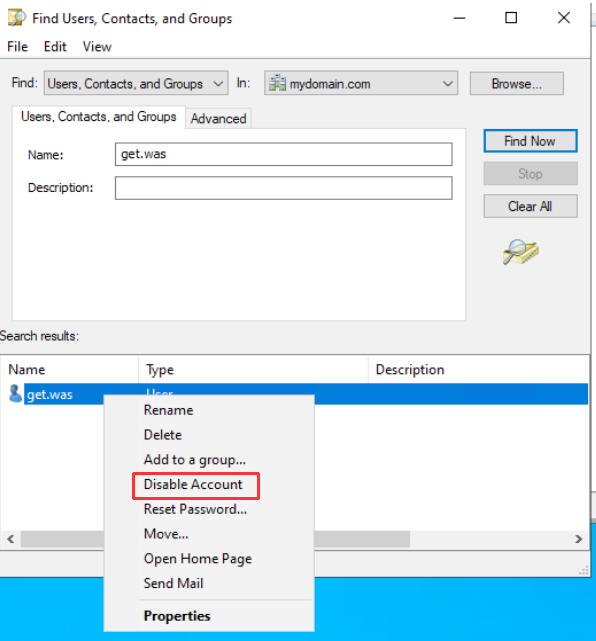 Find Users, Contacts, and Groups
File Edit View
Find: Users, Contacts, and Groups In: mydomain.com Browse...
Users, Contacts, and Groups Advanced
Find Now
Name: get.was
Stop
Description:
Clear All
Search results:
Name Type Description
get.was User
Rename
Delete
Add to a group...
Disable Account
Reset Password...
Move...
Open Home Page
Send Mail
Properties